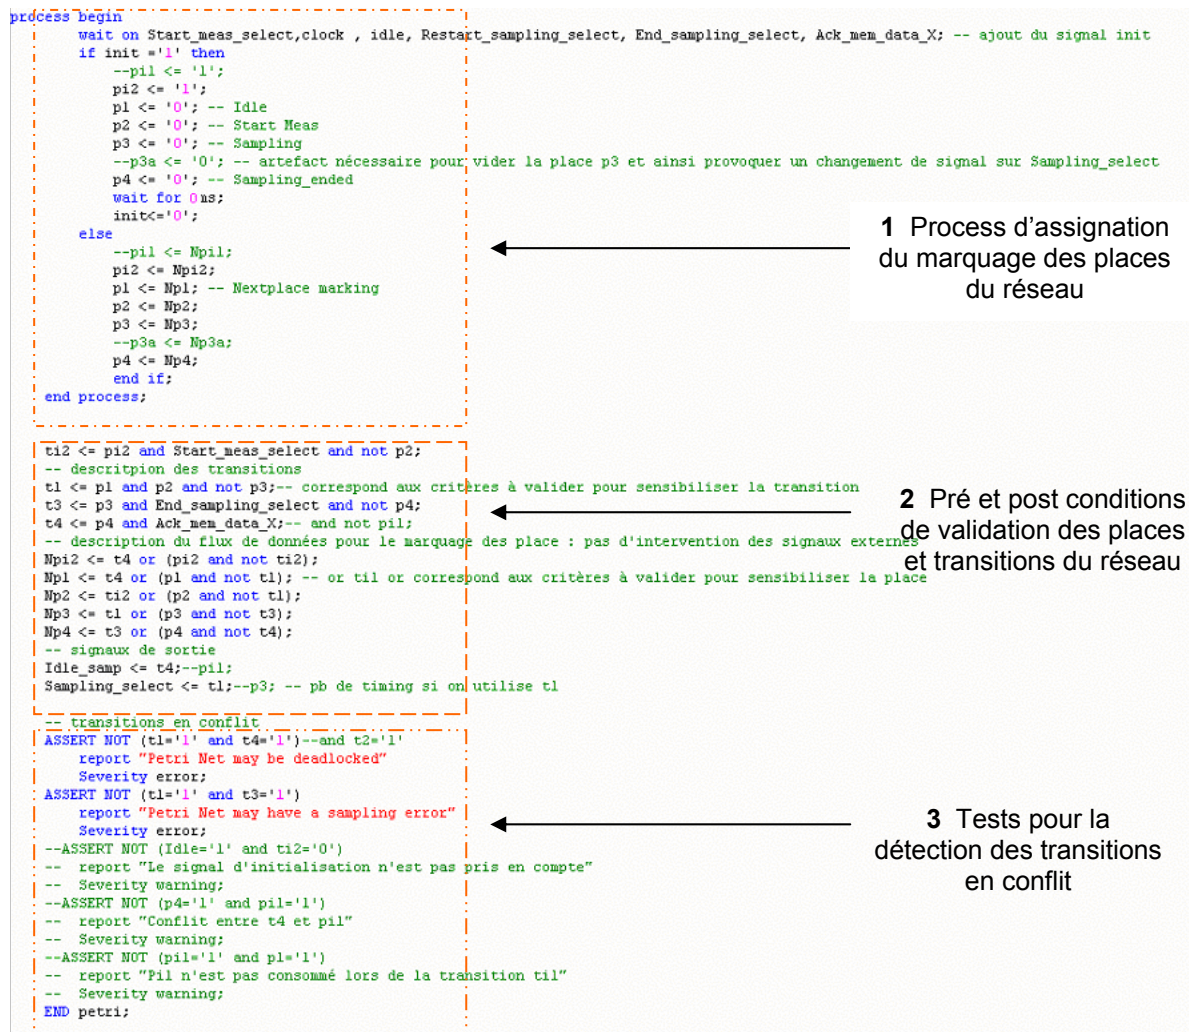 process begin
wait on Start_meas_select,clock , idle, Restart_sampling_select, End_sampling_select, Ack_mem_data_X; -- ajout du signal init
if init ='1' then
--pi1 <= '1';
pi2 <= '1';
p1 <= '0'; -- Idle
p2 <= '0'; -- Start Meas
p3 <= '0'; -- Sampling
--p3a <= '0'; -- artefact nécessaire pour vider la place p3 et ainsi provoquer un changement de signal sur Sampling_select
p4 <= '0'; -- Sampling_ended
wait for 0ns;
init<='0';
else
--pi1 <= Npi1;
pi2 <= Npi2;
p1 <= Np1; -- Nextplace marking
p2 <= Np2;
p3 <= Np3;
--p3a <= Np3a;
p4 <= Np4;
end if;
end process;
1 Process d'assignation
du marquage des places
du réseau
ti2 <= pi2 and Start_meas_select and not p2;
-- descritpion des transitions
t1 <= p1 and p2 and not p3;-- correspond aux critères à valider pour sensibiliser la transition
t3 <= p3 and End_sampling_select and not p4;
t4 <= p4 and Ack_mem_data_X;-- and not pi1;
-- description du flux de données pour le marquage des place : pas d'intervention des signaux externes
Npi2 <= t4 or (pi2 and not ti2);
Np1 <= t4 or (p1 and not t1); -- or ti1 or correspond aux critères à valider pour sensibiliser la place
Np2 <= ti2 or (p2 and not t1);
Np3 <= t1 or (p3 and not t3);
Np4 <= t3 or (p4 and not t4);
-- signaux de sortie
Idle_samp <= t4;--pi1;
Sampling_select <= t1;--p3; -- pb de timing si on utilise t1
2 Pré et post conditions
de validation des places
et transitions du réseau
-- transitions en conflit
ASSERT NOT (t1='1' and t4='1')--and t2='1'
report "Petri Net may be deadlocked"
Severity error;
ASSERT NOT (t1='1' and t3='1')
report "Petri Net may have a sampling error"
Severity error;
--ASSERT NOT (Idle='1' and ti2='0')
-- report "Le signal d'initialisation n'est pas pris en compte"
-- Severity warning;
--ASSERT NOT (p4='1' and pi1='1')
-- report "Conflit entre t4 et pi1"
-- Severity warning;
--ASSERT NOT (pi1='1' and p1='1')
-- report "Pi1 n'est pas consommé lors de la transition ti1"
-- Severity warning;
END petri;
3 Tests pour la
détection des transitions
en conflit